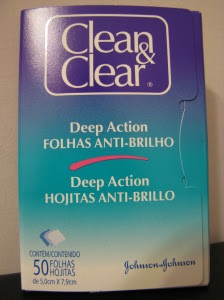 Clean
&
Clear®
Deep Action
FOLHAS ANTI-BRILHO
Deep Action
HOJITAS ANTI-BRILLO
CONTÉM/CONTENIDO
50 FOLHAS
HOJITAS
de 5,0cm X 7,9cm
Johnson & Johnson